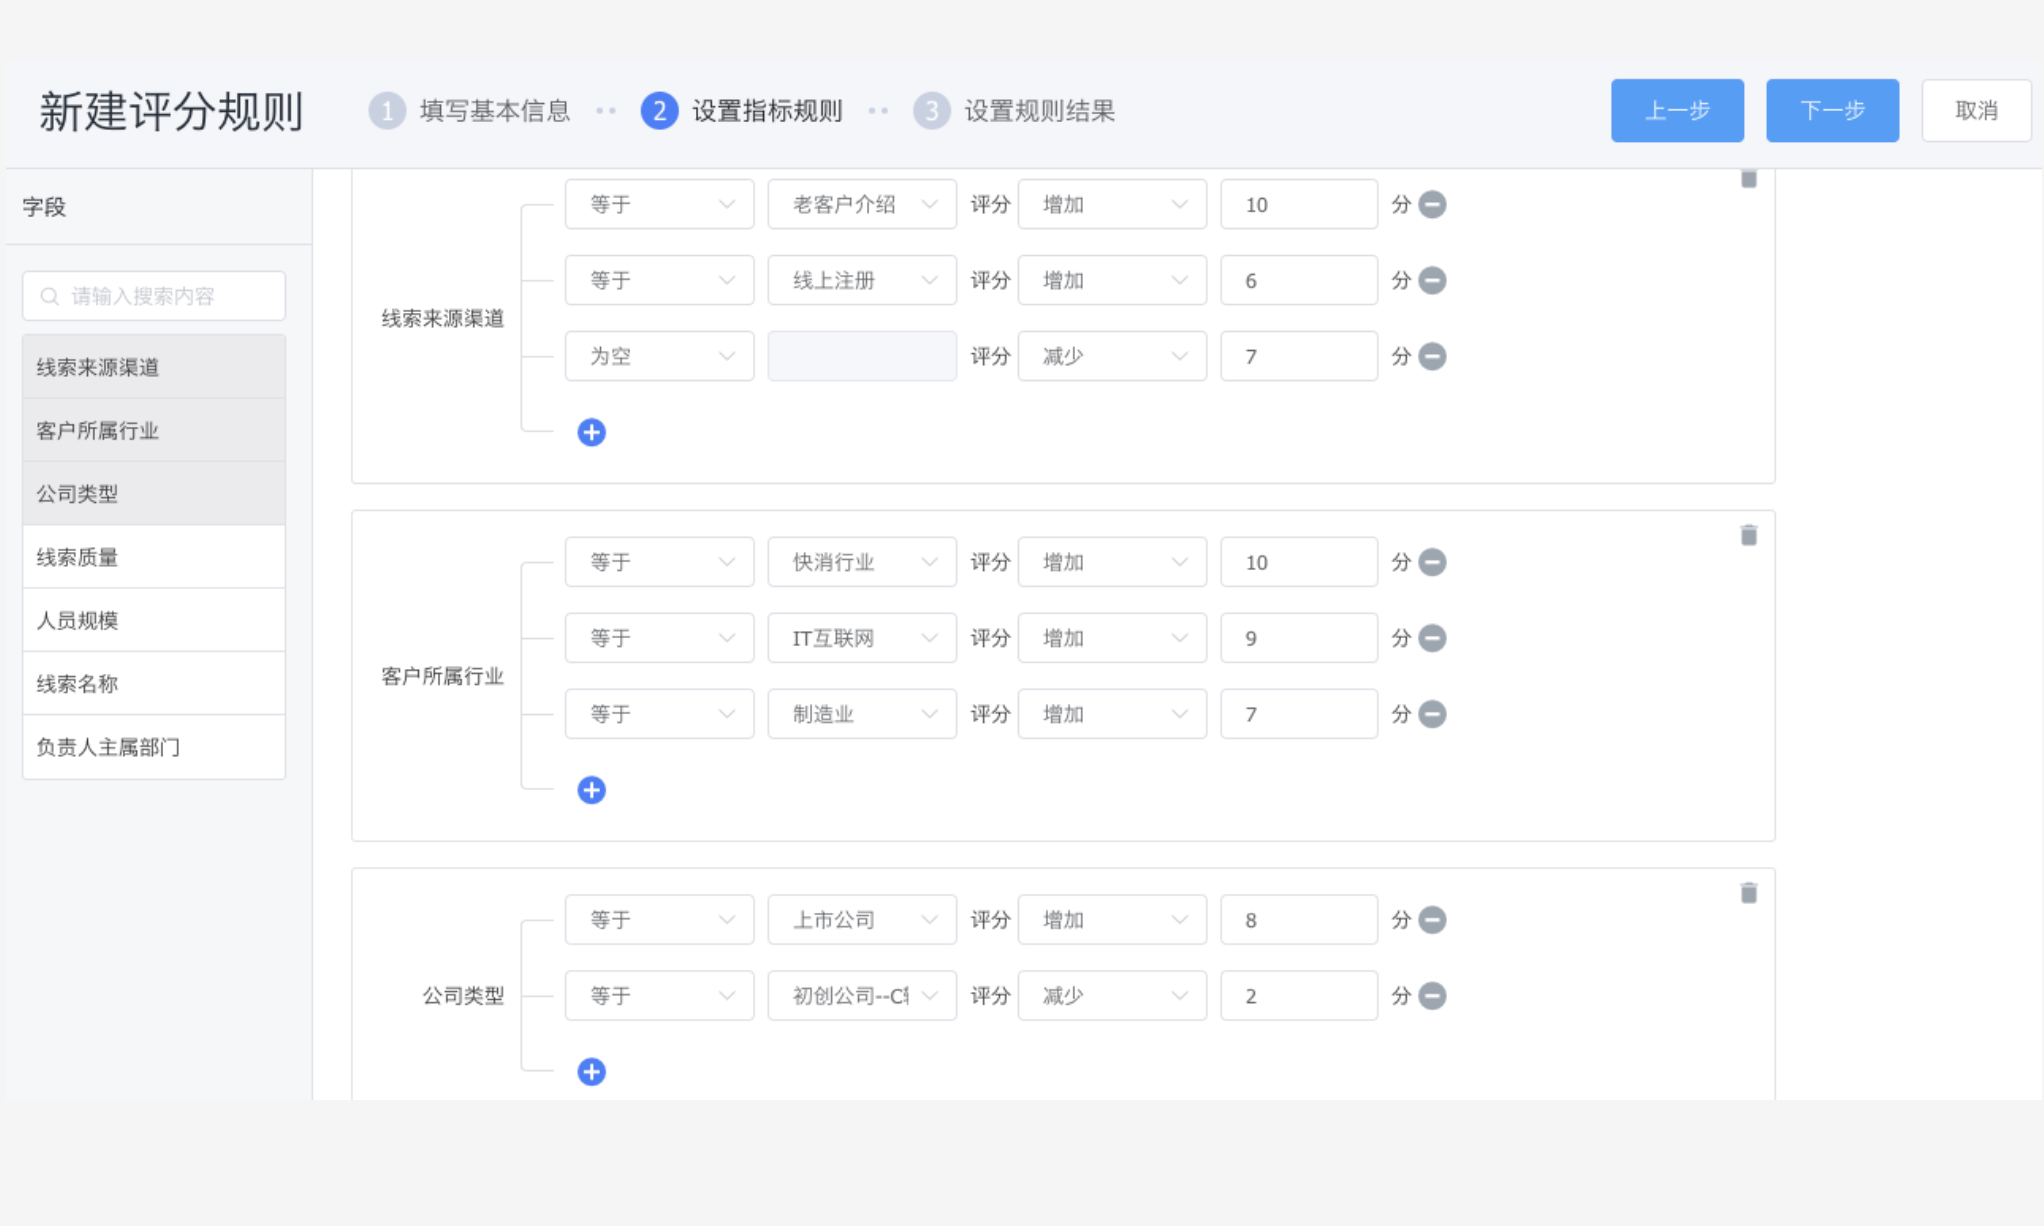 新建评分规则
1 填写基本信息
2 设置指标规则
3 设置规则结果
上一步
下一步
取消
字段
请输入搜索内容
线索来源渠道
客户所属行业
公司类型
线索质量
人员规模
线索名称
负责人主属部门
线索来源渠道
等于 老客户介绍 评分 增加 10 分
等于 线上注册 评分 增加 6 分
为空 评分 减少 7 分
客户所属行业
等于 快消行业 评分 增加 10 分
等于 IT互联网 评分 增加 9 分
等于 制造业 评分 增加 7 分
公司类型
等于 上市公司 评分 增加 8 分
等于 初创公司--C 评分 减少 2 分